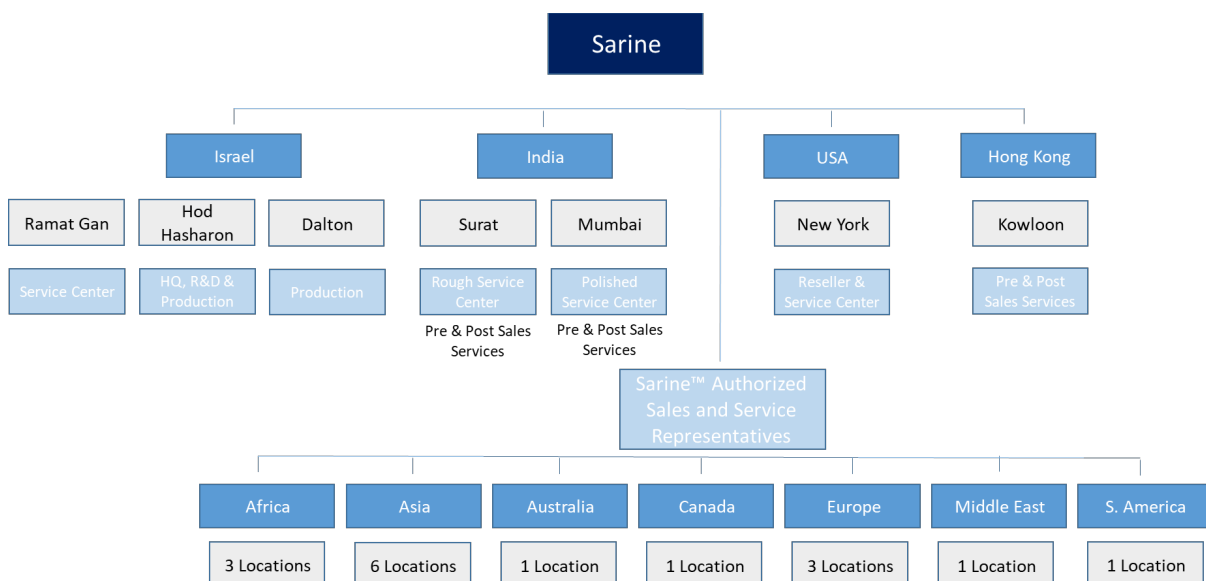 Sarine
Israel
India
USA
Hong Kong
Ramat Gan
Hod
Hasharon
Dalton
Surat
Mumbai
New York
Kowloon
Service Center
HQ, R&D &
Production
Production
Rough Service
Center
Polished
Service Center
Reseller &
Service Center
Pre & Post
Sales Services
Pre & Post Sales
Services
Pre & Post Sales
Services
Sarine™ Authorized
Sales and Service
Representatives
Africa
Asia
Australia
Canada
Europe
Middle East
S. America
3 Locations
6 Locations
1 Location
1 Location
3 Locations
1 Location
1 Location